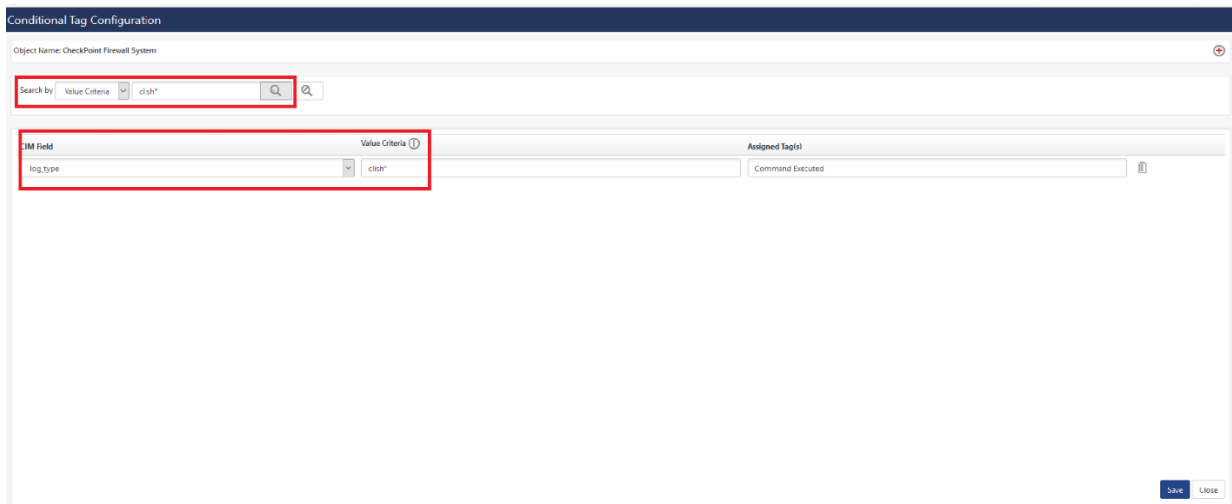 Conditional Tag Configuration
Object Name: CheckPoint Firewall System
Search by Value Criteria clish*
CIM Field Value Criteria Assigned Tag(s)
log_type clish* Command Executed
Save Close